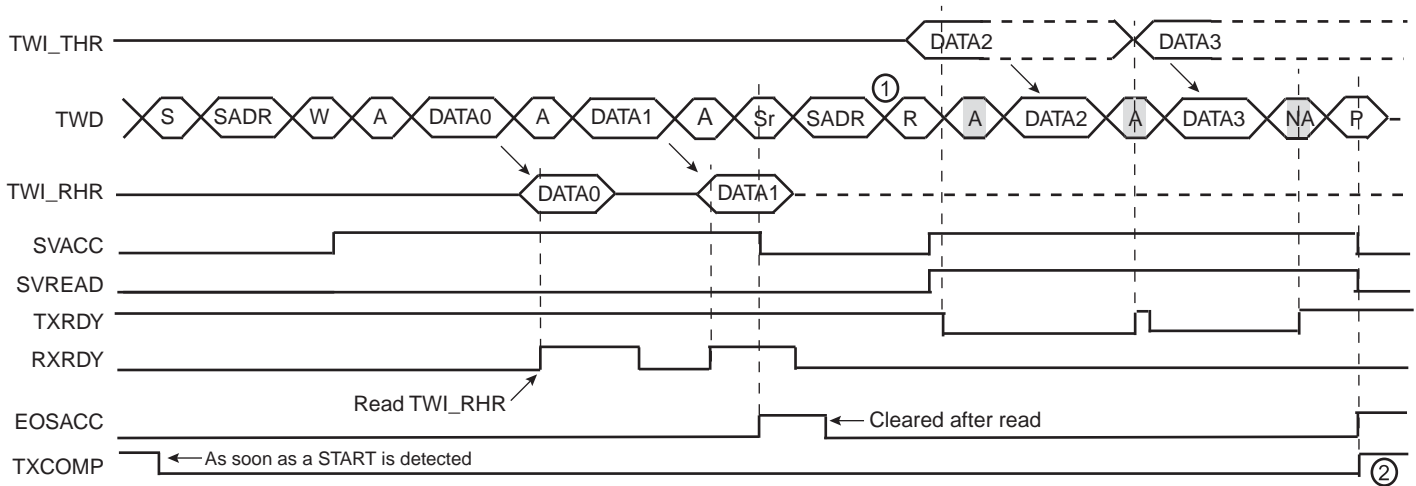 TWI_THR DATA2 DATA3
①
TWD S SADR W A DATA0 A DATA1 A Sr SADR R A DATA2 A DATA3 NA P
TWI_RHR DATA0 DATA1
SVACC
SVREAD
TXRDY
RXRDY
Read TWI_RHR
EOSACC Cleared after read
TXCOMP As soon as a START is detected ②